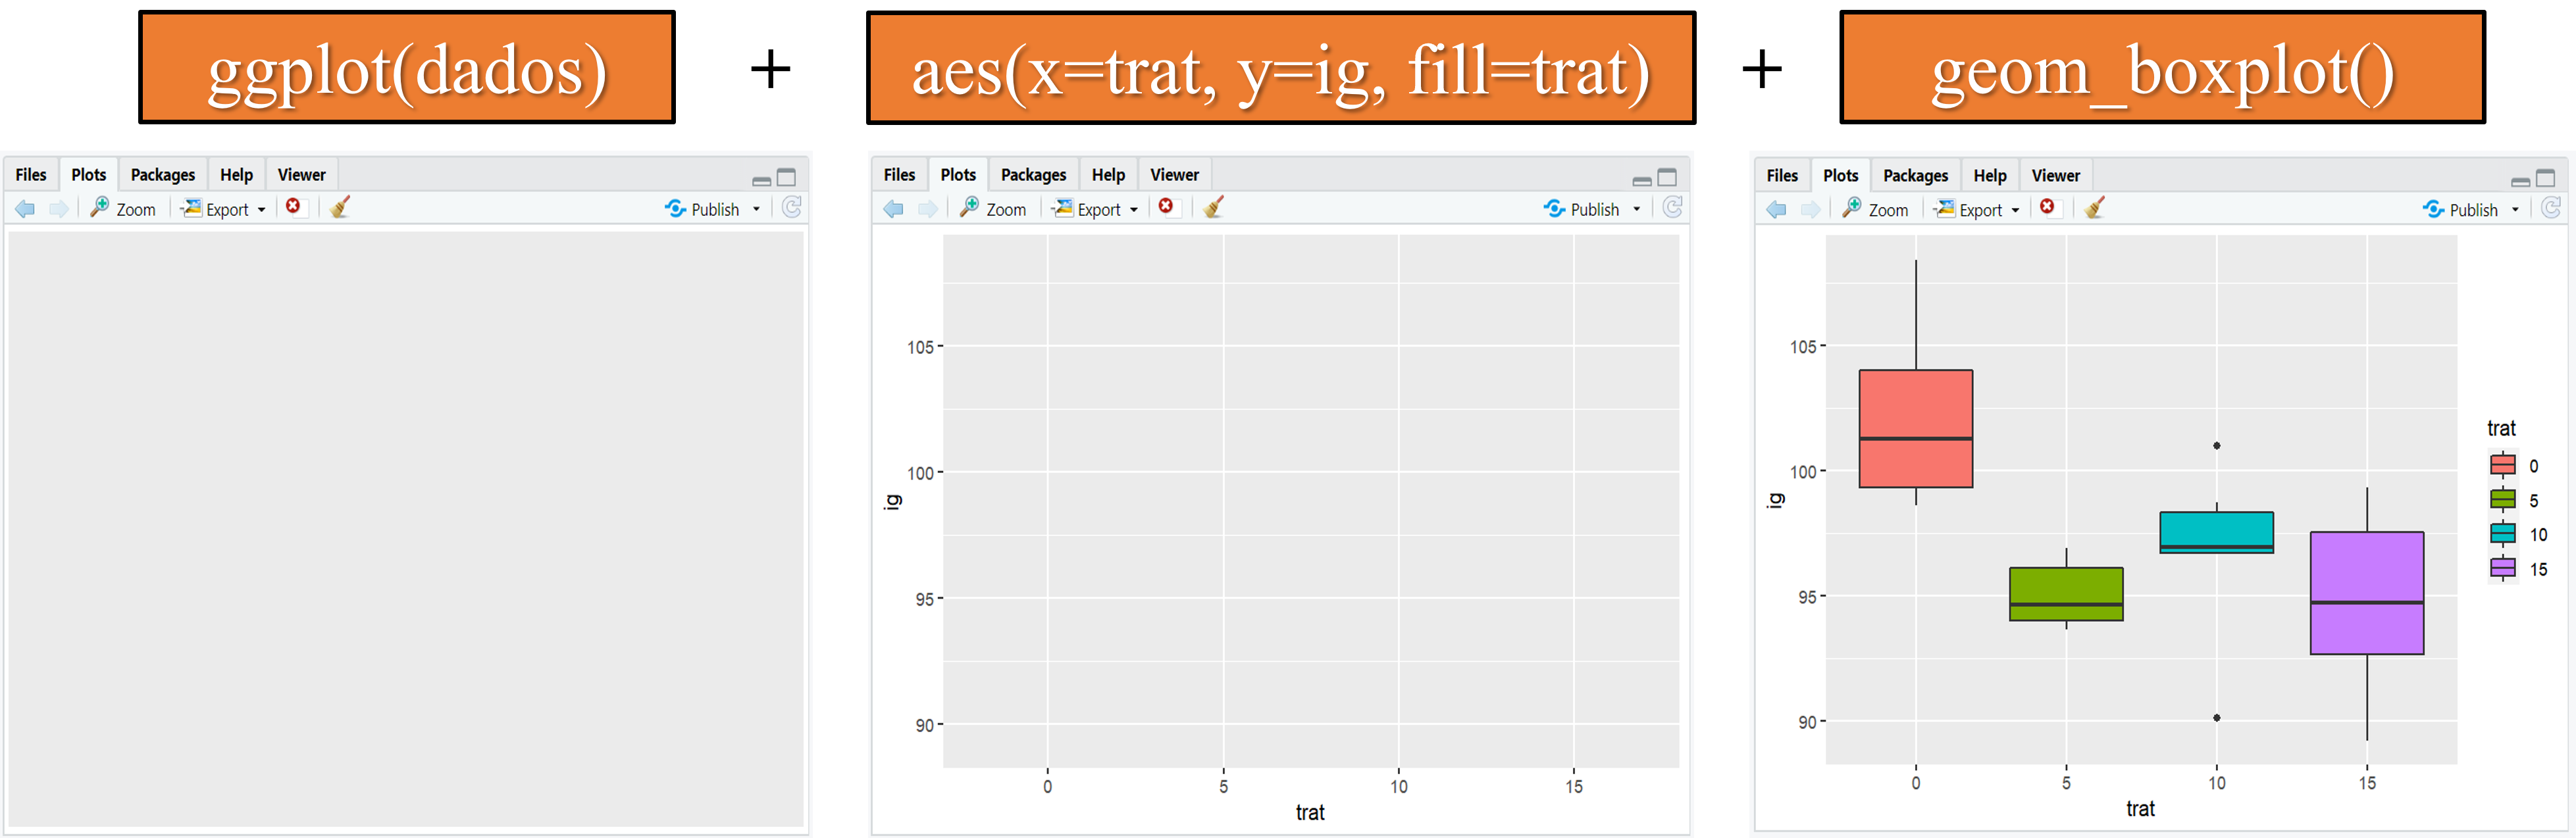 ggplot(dados) + aes(x=trat, y=ig, fill=trat) + geom_boxplot()
Files Plots Packages Help Viewer
Zoom Export Publish
Files Plots Packages Help Viewer
Zoom Export Publish
105
100
95
90
ig
0 5 10 15
trat
Files Plots Packages Help Viewer
Zoom Export Publish
105
100
95
90
ig
0 5 10 15
trat
trat
0
5
10
15